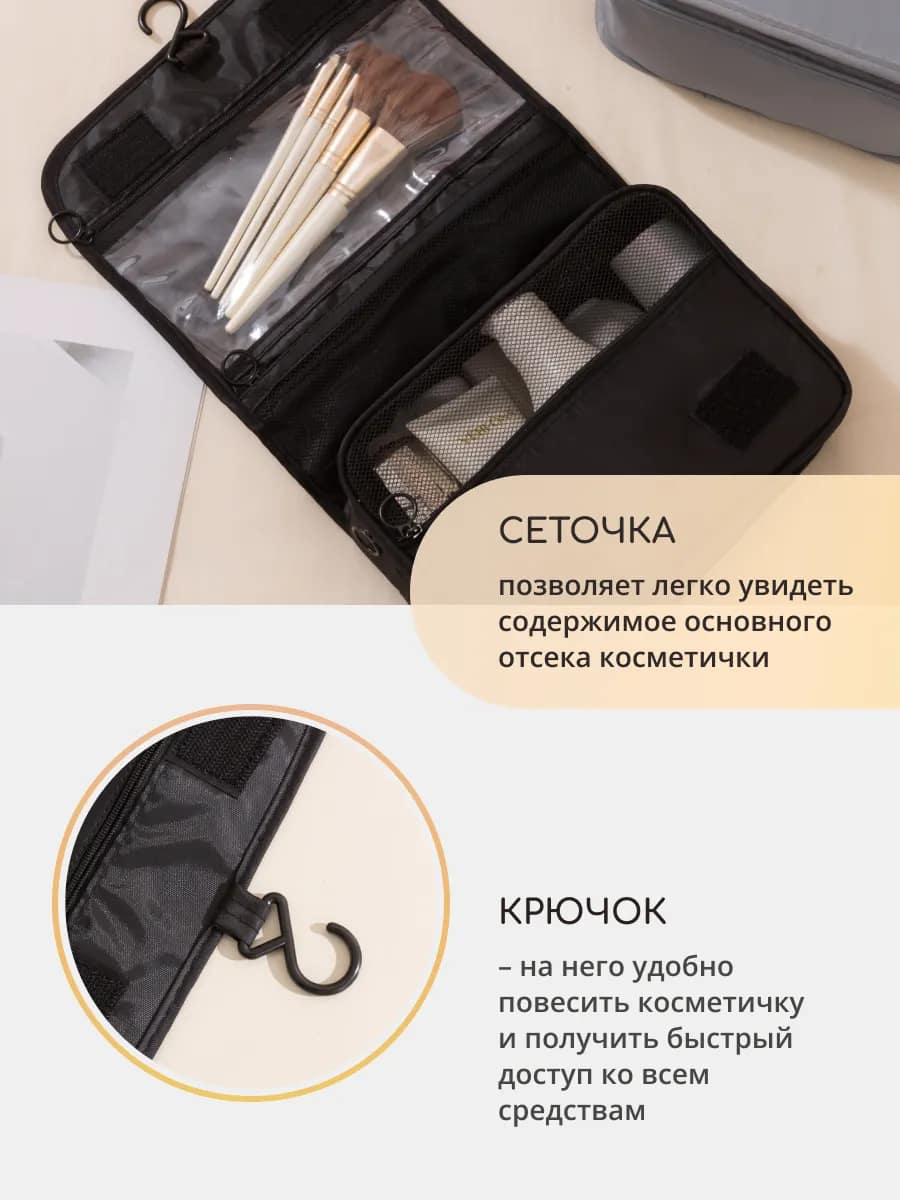 СЕТОЧКА
позволяет легко увидеть
содержимое основного
отсека косметички
КРЮЧОК
– на него удобно
повесить косметичку
и получить быстрый
доступ ко всем
средствам